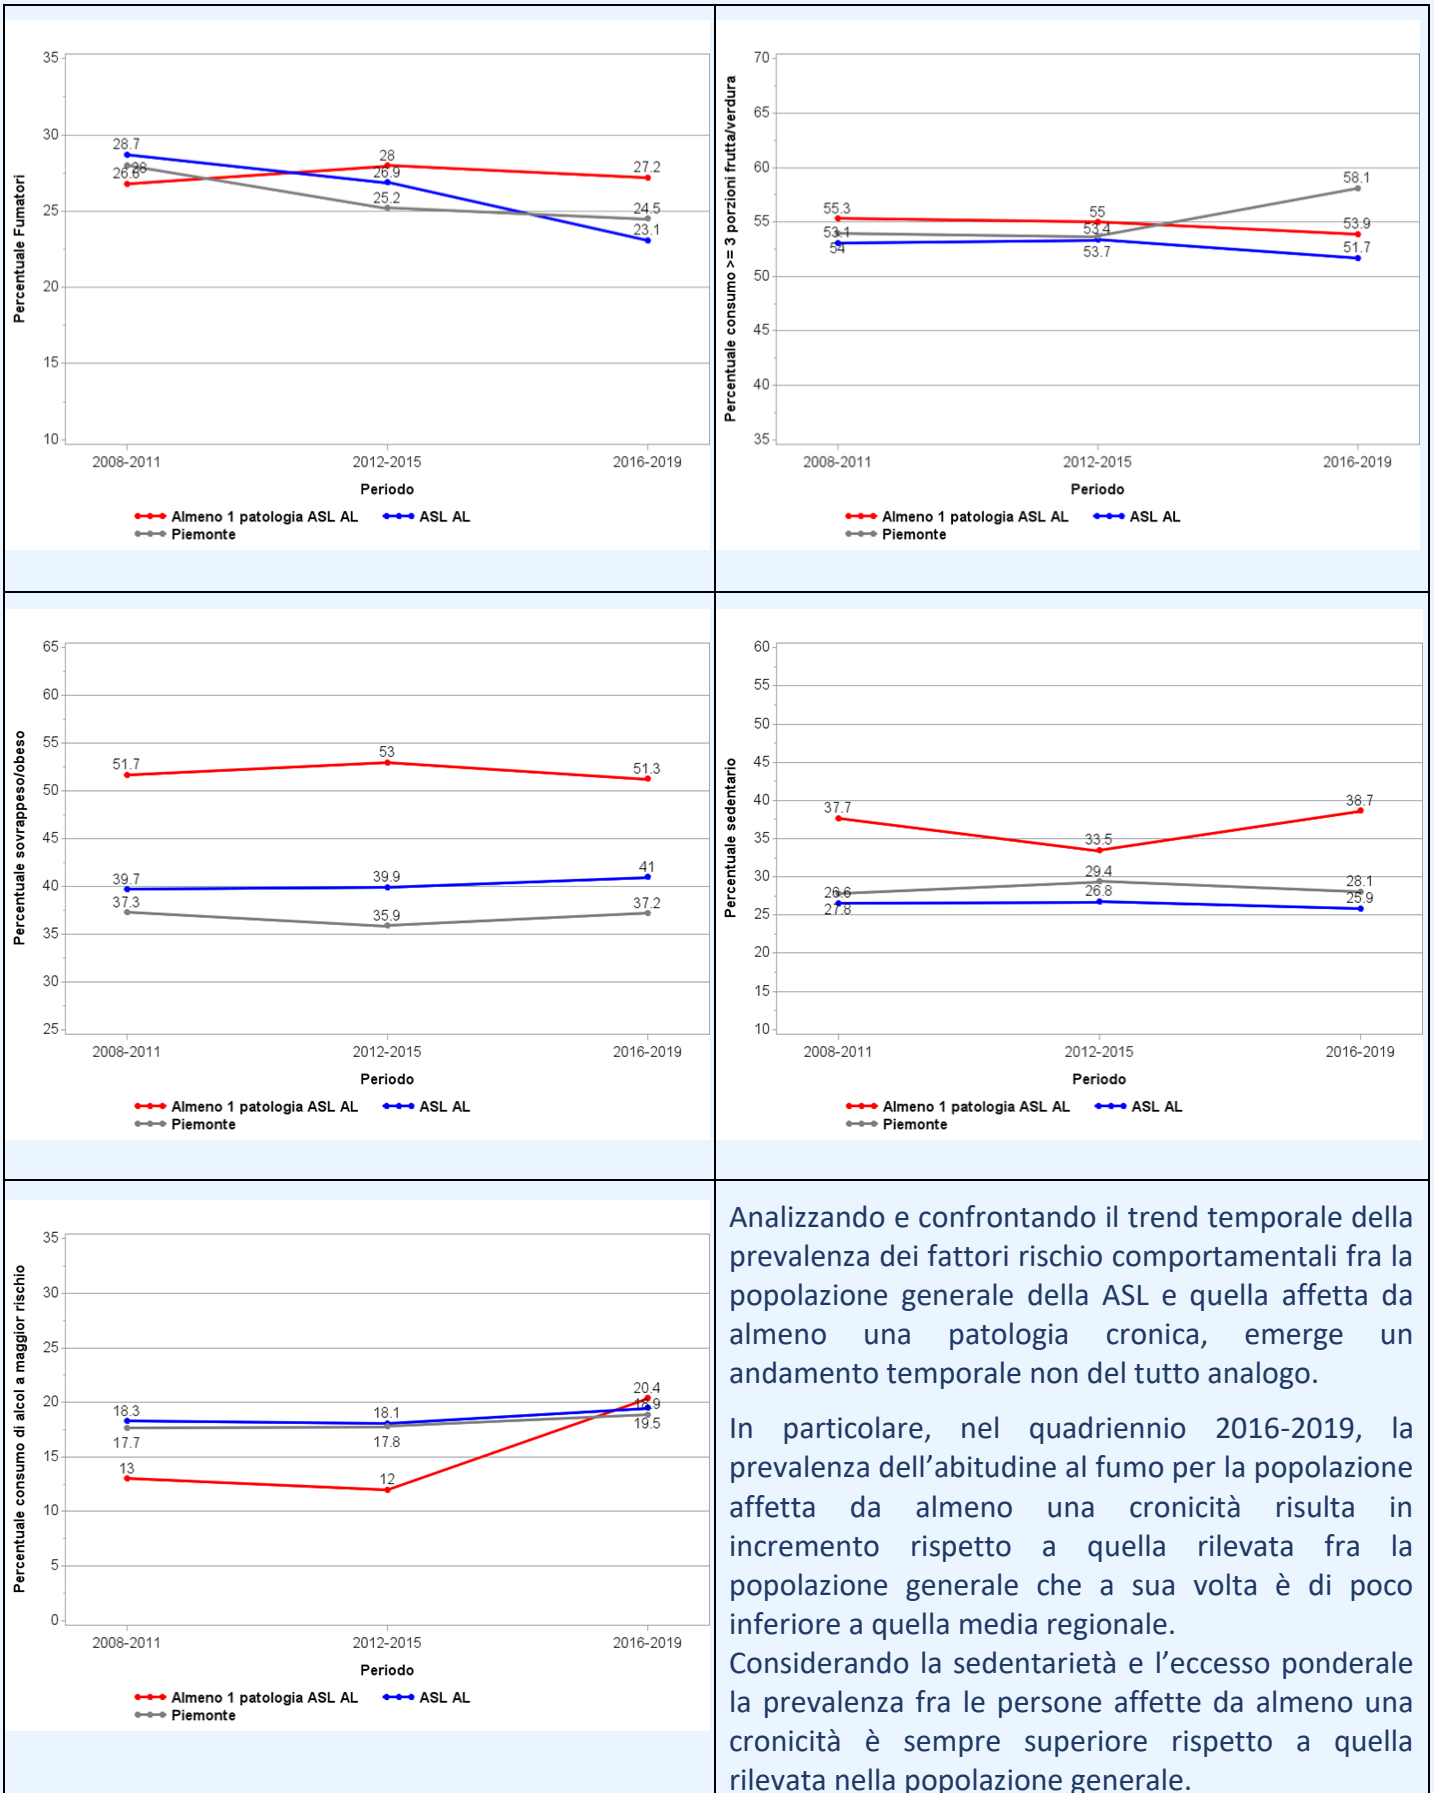 Percentuale Fumatori
35
30
25
20
15
10
28.7
28
26.8
28
26.9
25.2
27.2
24.5
23.1
2008-2011 2012-2015 2016-2019
Periodo
Almeno 1 patologia ASL AL ASL AL
Piemonte
Percentuale consumo >= 3 porzioni frutta/verdura
70
65
60
55
50
45
40
35
55.3
53.1
54
55
53.4
53.7
58.1
53.9
51.7
2008-2011 2012-2015 2016-2019
Periodo
Almeno 1 patologia ASL AL ASL AL
Piemonte
Percentuale sovrappeso/obeso
65
60
55
50
45
40
35
30
25
51.7
39.7
37.3
53
39.9
35.9
51.3
41
37.2
2008-2011 2012-2015 2016-2019
Periodo
Almeno 1 patologia ASL AL ASL AL
Piemonte
Percentuale sedentario
60
55
50
45
40
35
30
25
20
15
10
37.7
26.6
27.8
33.5
29.4
26.8
38.7
28.1
25.9
2008-2011 2012-2015 2016-2019
Periodo
Almeno 1 patologia ASL AL ASL AL
Piemonte
Percentuale consumo di alcol a maggior rischio
35
30
25
20
15
10
5
0
18.3
17.7
13
18.1
17.8
12
20.4
18.9
19.5
2008-2011 2012-2015 2016-2019
Periodo
Almeno 1 patologia ASL AL ASL AL
Piemonte
Analizzando e confrontando il trend temporale della
prevalenza dei fattori rischio comportamentali fra la
popolazione generale della ASL e quella affetta da
almeno una patologia cronica, emerge un
andamento temporale non del tutto analogo.
In particolare, nel quadriennio 2016-2019, la
prevalenza dell’abitudine al fumo per la popolazione
affetta da almeno una cronicità risulta in
incremento rispetto a quella rilevata fra la
popolazione generale che a sua volta è di poco
inferiore a quella media regionale.
Considerando la sedentarietà e l’eccesso ponderale
la prevalenza fra le persone affette da almeno una
cronicità è sempre superiore rispetto a quella
rilevata nella popolazione generale.